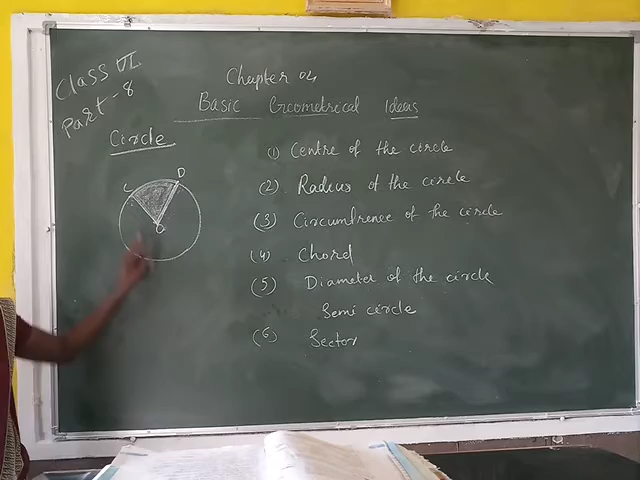 Class VI
Part-8
Chapter 04
Basic Geometrical Ideas
Circle
C
D
O
(1) Centre of the circle
(2) Radius of the circle
(3) Circumfrence of the circle
(4) Chord
(5) Diameter of the circle
Semi circle
(6) Sector